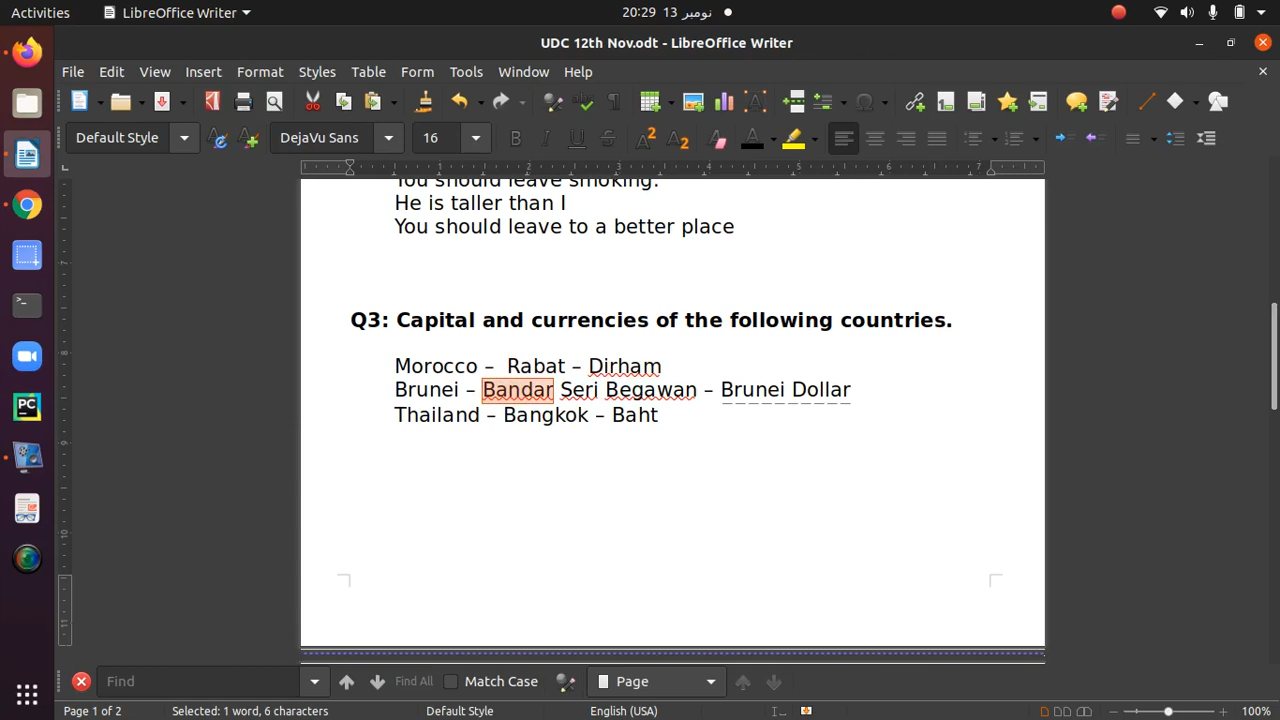 Activities LibreOffice Writer 20:29 13 نومبر
UDC 12th Nov.odt - LibreOffice Writer
File Edit View Insert Format Styles Table Form Tools Window Help
Default Style DejaVu Sans 16
You should leave smoking.
He is taller than I
You should leave to a better place
Q3: Capital and currencies of the following countries.
Morocco – Rabat – Dirham
Brunei – Bandar Seri Begawan – Brunei Dollar
Thailand – Bangkok – Baht
Find Find All Match Case Page
Page 1 of 2 Selected: 1 word, 6 characters Default Style English (USA) 100%